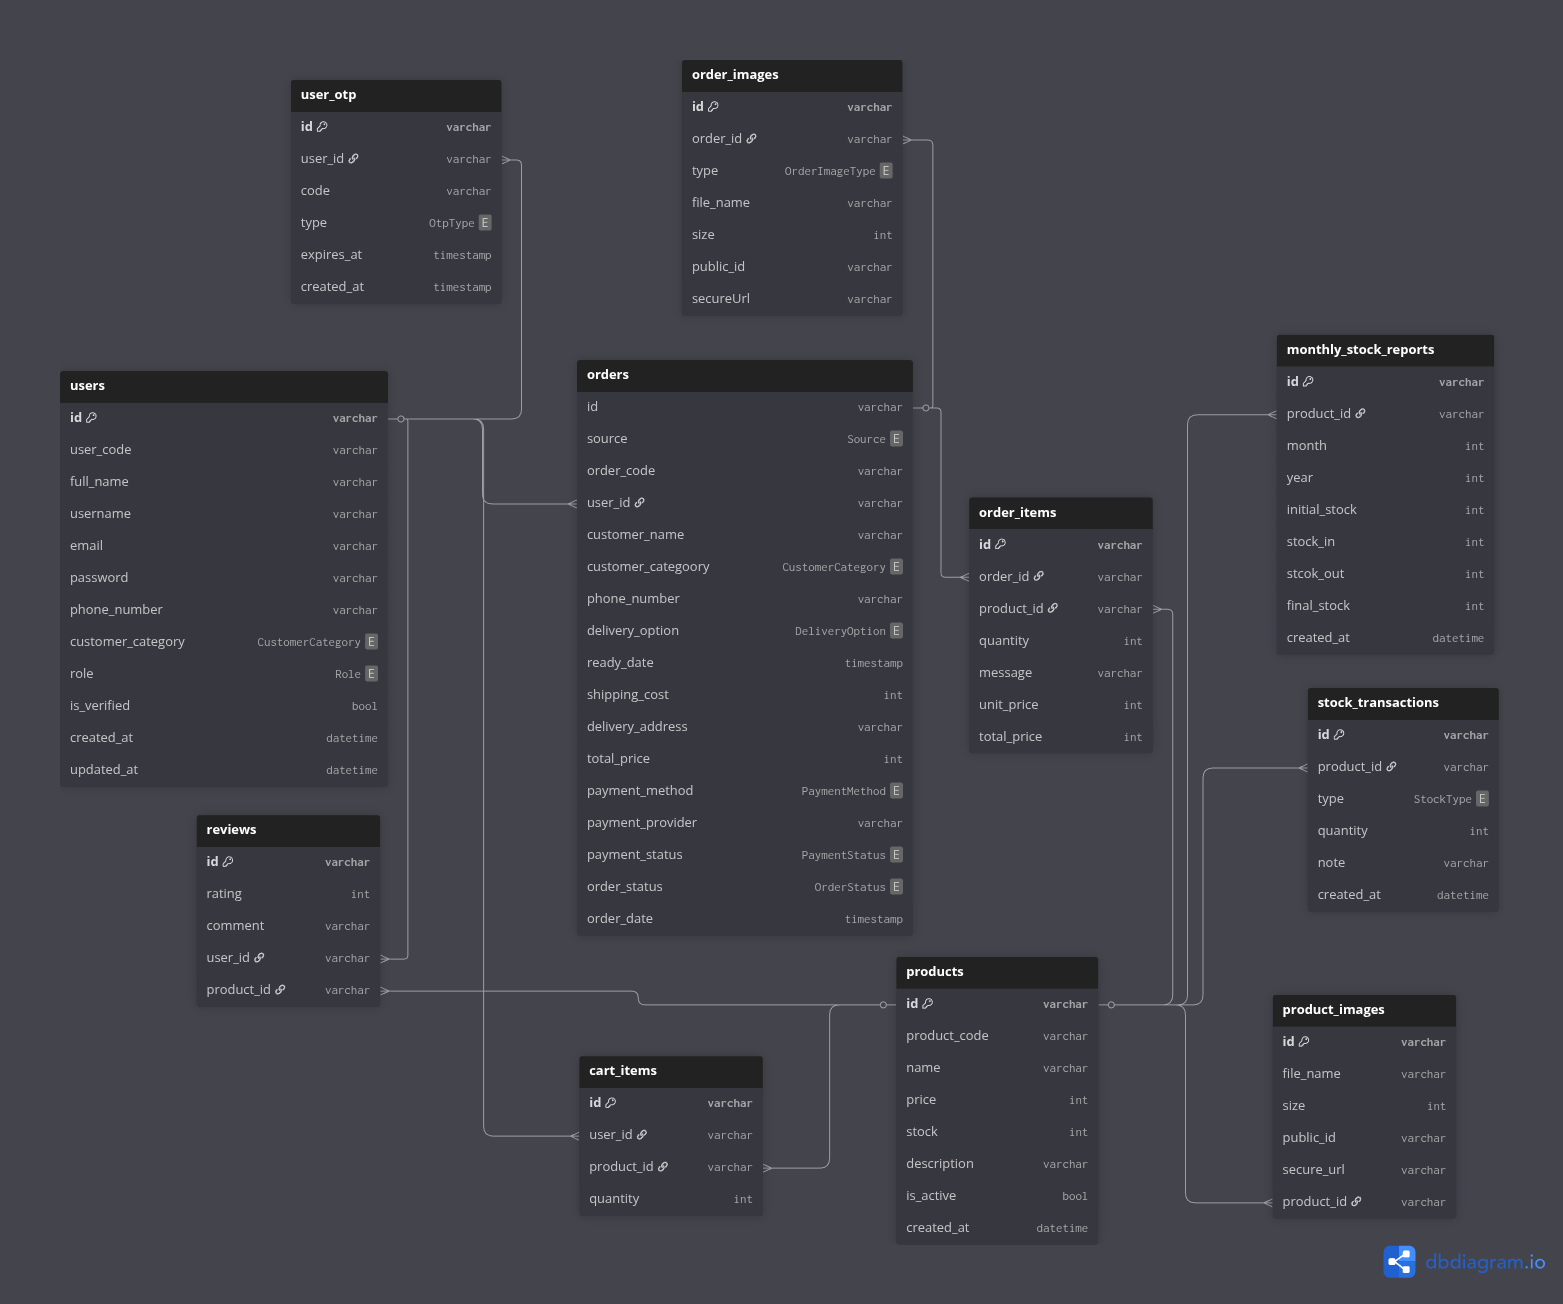 user_otp
id varchar
user_id varchar
code varchar
type OtpType E
expires_at timestamp
created_at timestamp
order_images
id varchar
order_id varchar
type OrderImageType E
file_name varchar
size int
public_id varchar
secureUrl varchar
users
id varchar
user_code varchar
full_name varchar
username varchar
email varchar
password varchar
phone_number varchar
customer_category CustomerCategory E
role Role E
is_verified bool
created_at datetime
updated_at datetime
orders
id varchar
source Source E
order_code varchar
user_id varchar
customer_name varchar
customer_categoory CustomerCategory E
phone_number varchar
delivery_option DeliveryOption E
ready_date timestamp
shipping_cost int
delivery_address varchar
total_price int
payment_method PaymentMethod E
payment_provider varchar
payment_status PaymentStatus E
order_status OrderStatus E
order_date timestamp
order_items
id varchar
order_id varchar
product_id varchar
quantity int
message varchar
unit_price int
total_price int
monthly_stock_reports
id varchar
product_id varchar
month int
year int
initial_stock int
stock_in int
stcok_out int
final_stock int
created_at datetime
stock_transactions
id varchar
product_id varchar
type StockType E
quantity int
note varchar
created_at datetime
reviews
id varchar
rating int
comment varchar
user_id varchar
product_id varchar
cart_items
id varchar
user_id varchar
product_id varchar
quantity int
products
id varchar
product_code varchar
name varchar
price int
stock int
description varchar
is_active bool
created_at datetime
product_images
id varchar
file_name varchar
size int
public_id varchar
secure_url varchar
product_id varchar
dbdiagram.io